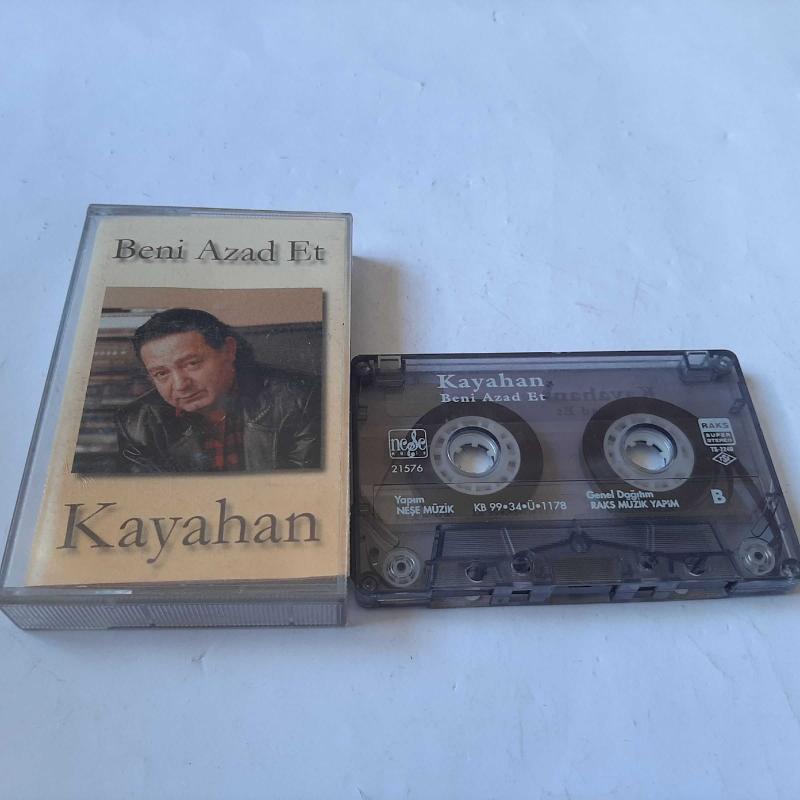 Beni Azad Et
Kayahan
Kayahan
Beni Azad Et
neşe
müzik
21576
RAKS
SUPER
STEREO
Yapım
NEŞE MÜZİK
KB 99•34•Ü•1178
Genel Dağıtım
RAKS MÜZİK YAPIM
B